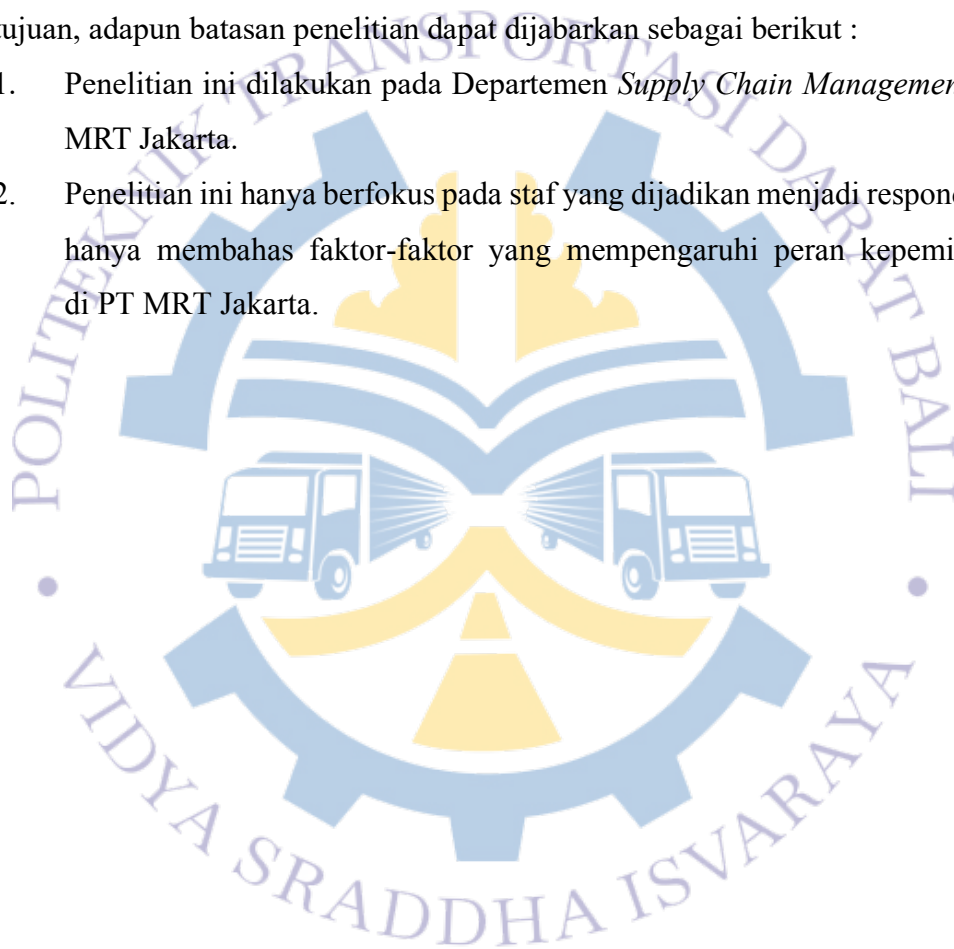 tujuan, adapun batasan penelitian dapat dijabarkan sebagai berikut :
1. Penelitian ini dilakukan pada Departemen Supply Chain Managemen
MRT Jakarta.
2. Penelitian ini hanya berfokus pada staf yang dijadikan menjadi respon
hanya membahas faktor-faktor yang mempengaruhi peran kepemi
di PT MRT Jakarta.
POLITEKNIK TRANSPORTASI DARAT BALI
VIDYA SRADDHA ISVARAYA